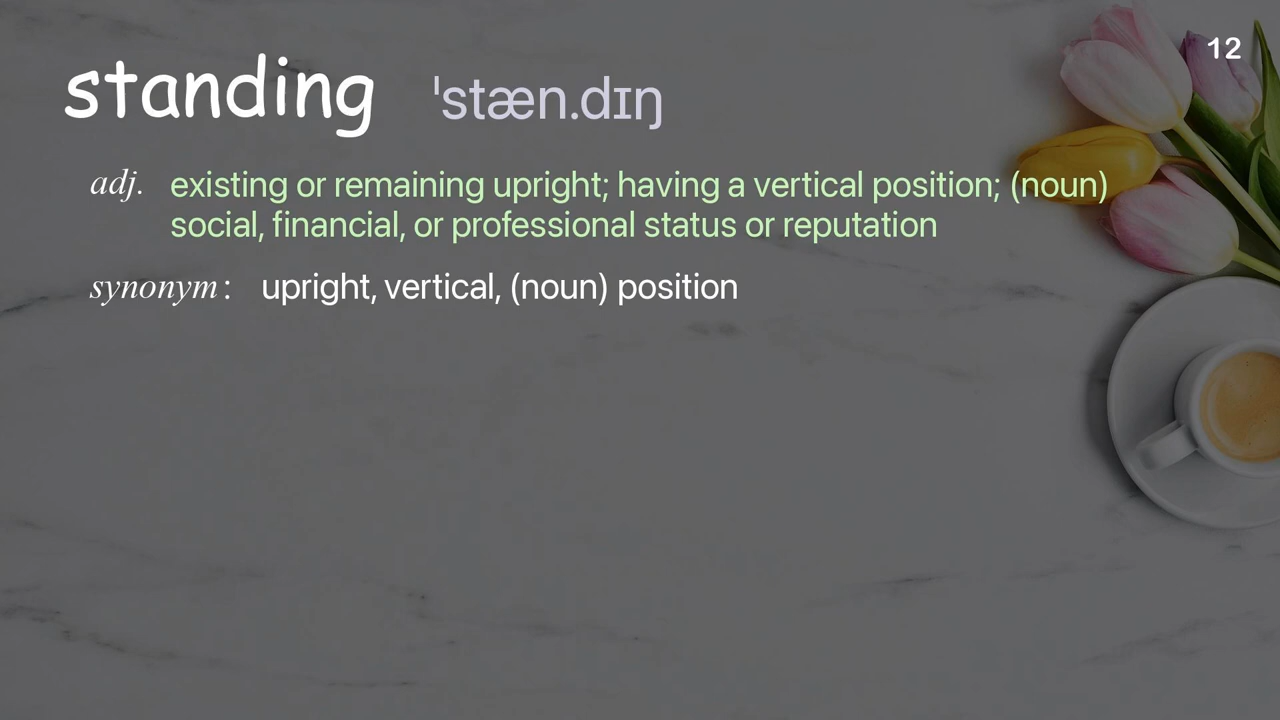 12
standing ˈstæn.dɪŋ
adj. existing or remaining upright; having a vertical position; (noun)
social, financial, or professional status or reputation
synonym: upright, vertical, (noun) position